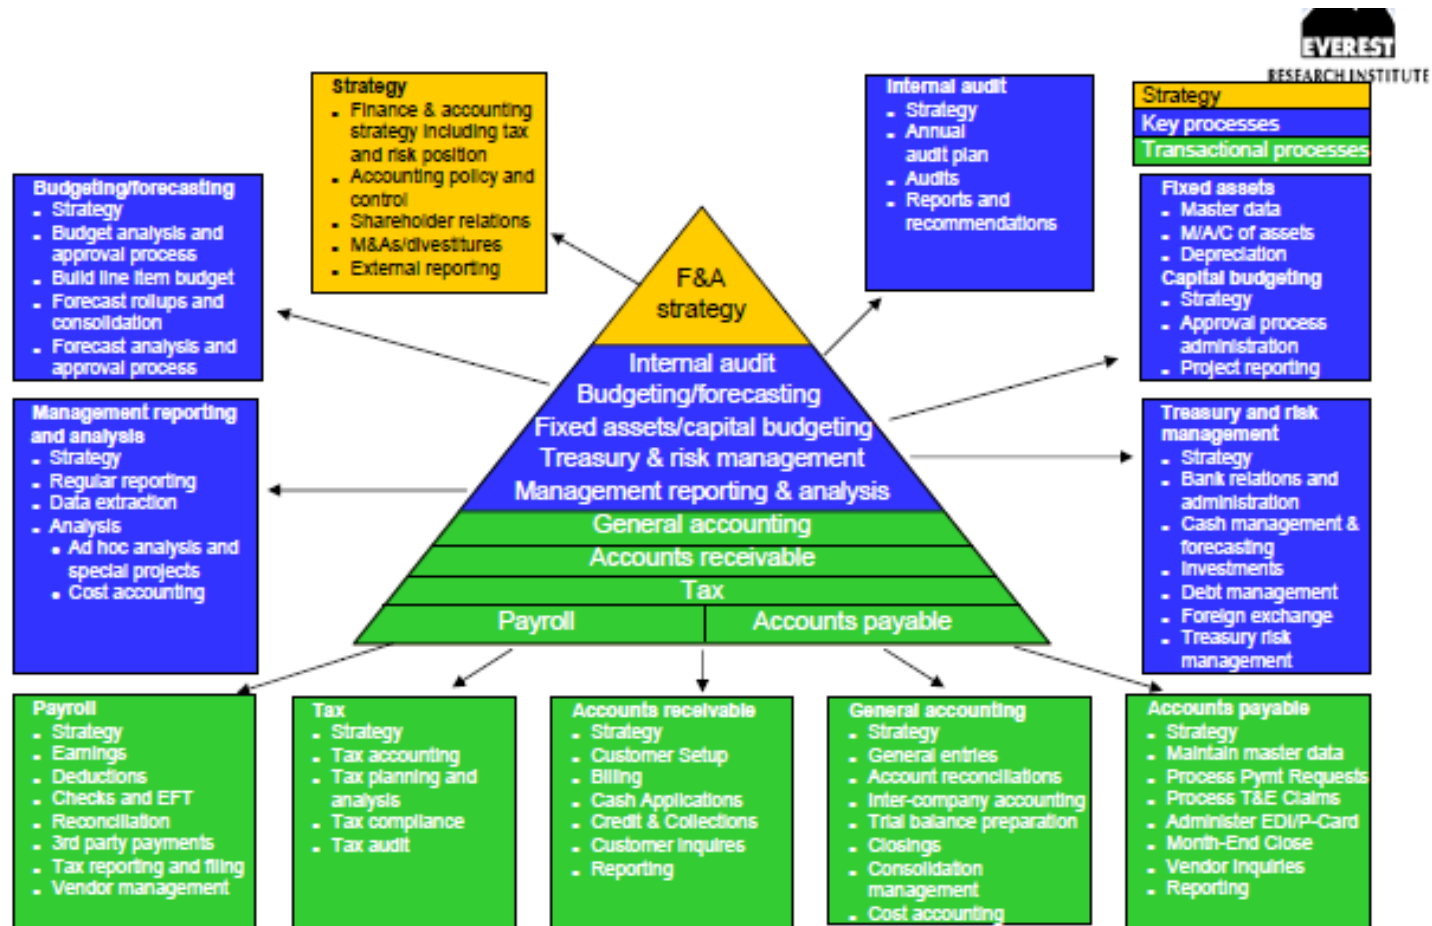 EVEREST
RESEARCH INSTITUTE
Strategy
Key processes
Transactional processes
Strategy
Finance & accounting
strategy including tax
and risk position
Accounting policy and
control
Shareholder relations
M&As/divestitures
External reporting
Internal audit
Strategy
Annual
audit plan
Audits
Reports and
recommendations
Budgeting/forecasting
Strategy
Budget analysis and
approval process
Build line item budget
Forecast rollups and
consolidation
Forecast analysis and
approval process
Fixed assets
Master data
M/A/C of assets
Depreciation
Capital budgeting
Strategy
Approval process
administration
Project reporting
F&A
strategy
Internal audit
Budgeting/forecasting
Fixed assets/capital budgeting
Treasury & risk management
Management reporting & analysis
General accounting
Accounts receivable
Tax
Payroll
Accounts payable
Management reporting
and analysis
Strategy
Regular reporting
Data extraction
Analysis
Ad hoc analysis and
special projects
Cost accounting
Treasury and risk
management
Strategy
Bank relations and
administration
Cash management &
forecasting
Investments
Debt management
Foreign exchange
Treasury risk
management
Payroll
Strategy
Earnings
Deductions
Checks and EFT
Reconciliation
3rd party payments
Tax reporting and filing
Vendor management
Tax
Strategy
Tax accounting
Tax planning and
analysis
Tax compliance
Tax audit
Accounts receivable
Strategy
Customer Setup
Billing
Cash Applications
Credit & Collections
Customer Inquires
Reporting
General accounting
Strategy
General entries
Account reconciliations
Inter-company accounting
Trial balance preparation
Closings
Consolidation
management
Cost accounting
Accounts payable
Strategy
Maintain master data
Process Pymt Requests
Process T&E Claims
Administer EDI/P-Card
Month-End Close
Vendor Inquiries
Reporting